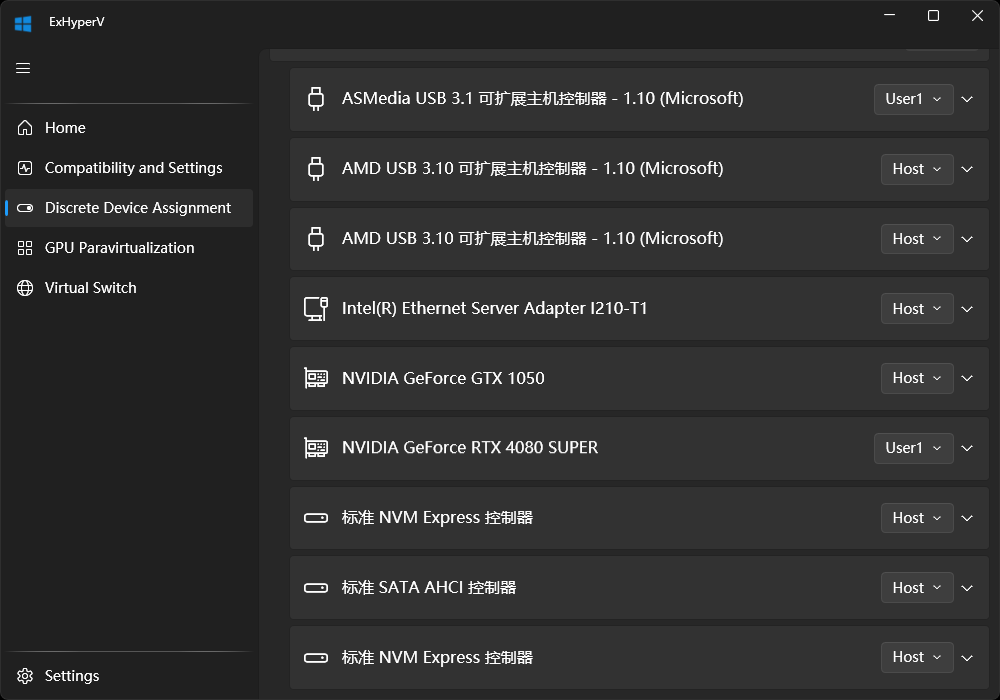 ExHyperV
Home
Compatibility and Settings
Discrete Device Assignment
GPU Paravirtualization
Virtual Switch
Settings
ASMedia USB 3.1 可扩展主机控制器 - 1.10 (Microsoft) User1
AMD USB 3.10 可扩展主机控制器 - 1.10 (Microsoft) Host
AMD USB 3.10 可扩展主机控制器 - 1.10 (Microsoft) Host
Intel(R) Ethernet Server Adapter I210-T1 Host
NVIDIA GeForce GTX 1050 Host
NVIDIA GeForce RTX 4080 SUPER User1
标准 NVM Express 控制器 Host
标准 SATA AHCI 控制器 Host
标准 NVM Express 控制器 Host